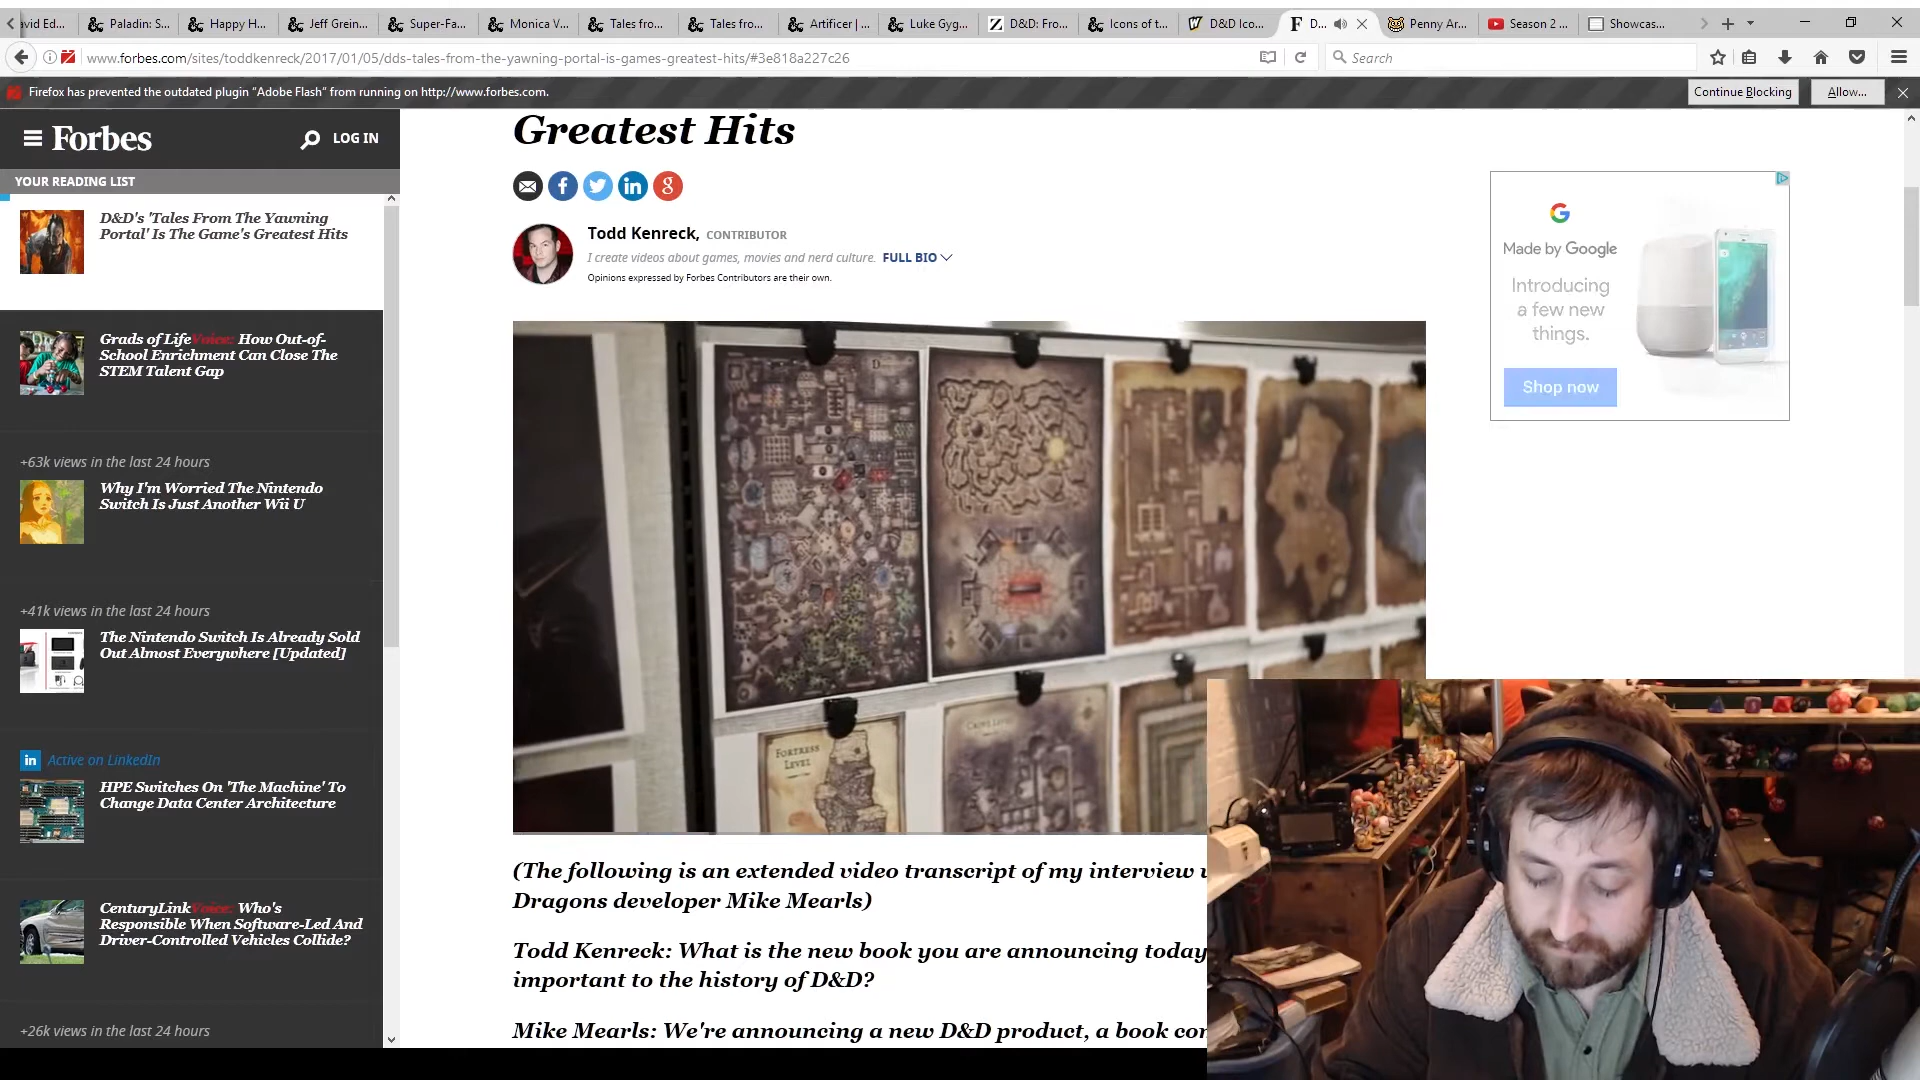 avid Ed...
Paladin: S...
Happy H...
Jeff Grein...
Super-Fa...
Monica V...
Tales fro...
Tales fro...
Artificer | ...
Luke Gyg...
D&D: Fro...
Icons of t...
D&D Ico...
D...
Penny Ar...
Season 2 ...
Showcas...
www.forbes.com/sites/toddkenreck/2017/01/05/dds-tales-from-the-yawning-portal-is-games-greatest-hits/#3e818a227c26
Search
Firefox has prevented the outdated plugin "Adobe Flash" from running on http://www.forbes.com.
Continue Blocking
Allow...
Forbes
LOG IN
YOUR READING LIST
D&D's 'Tales From The Yawning
Portal' Is The Game's Greatest Hits
Grads of LifeVoice: How Out-of-
School Enrichment Can Close The
STEM Talent Gap
+63k views in the last 24 hours
Why I'm Worried The Nintendo
Switch Is Just Another Wii U
+41k views in the last 24 hours
The Nintendo Switch Is Already Sold
Out Almost Everywhere [Updated]
in Active on LinkedIn
HPE Switches On 'The Machine' To
Change Data Center Architecture
CenturyLinkVoice: Who's
Responsible When Software-Led And
Driver-Controlled Vehicles Collide?
+26k views in the last 24 hours
Greatest Hits
Todd Kenreck, CONTRIBUTOR
I create videos about games, movies and nerd culture. FULL BIO
Opinions expressed by Forbes Contributors are their own.
FORTRESS
LEVEL
(The following is an extended video transcript of my interview
Dragons developer Mike Mearls)
Todd Kenreck: What is the new book you are announcing today
important to the history of D&D?
Mike Mearls: We're announcing a new D&D product, a book
G
Made by Google
Introducing
a few new
things.
Shop now